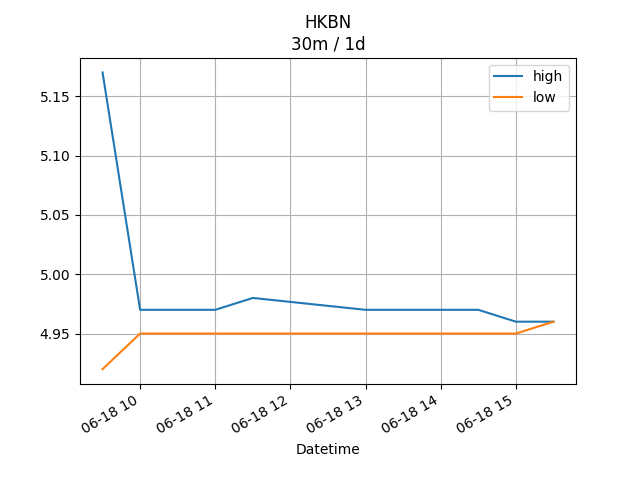 HKBN
30m / 1d
high
low
5.15
5.10
5.05
5.00
4.95
06-18 10
06-18 11
06-18 12
06-18 13
06-18 14
06-18 15
Datetime